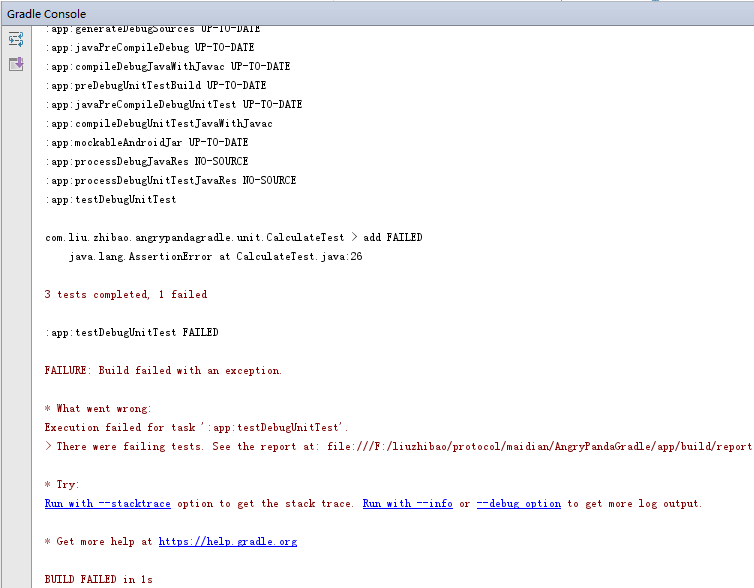 Gradle Console
:app:generateDebugSources UP-TO-DATE
:app:javaPreCompileDebug UP-TO-DATE
:app:compileDebugJavaWithJavac UP-TO-DATE
:app:preDebugUnitTestBuild UP-TO-DATE
:app:javaPreCompileDebugUnitTest UP-TO-DATE
:app:compileDebugUnitTestJavaWithJavac
:app:mockableAndroidJar UP-TO-DATE
:app:processDebugJavaRes NO-SOURCE
:app:processDebugUnitTestJavaRes NO-SOURCE
:app:testDebugUnitTest
com.liu.zhibao.angrypandagradle.unit.CalculateTest > add FAILED
java.lang.AssertionError at CalculateTest.java:26
3 tests completed, 1 failed
:app:testDebugUnitTest FAILED
FAILURE: Build failed with an exception.
* What went wrong:
Execution failed for task ':app:testDebugUnitTest'.
> There were failing tests. See the report at: file:///F:/liuzhibao/protocol/maidian/AngryPandaGradle/app/build/report
* Try:
Run with --stacktrace option to get the stack trace. Run with --info or --debug option to get more log output.
* Get more help at https://help.gradle.org
BUILD FAILED in 1s